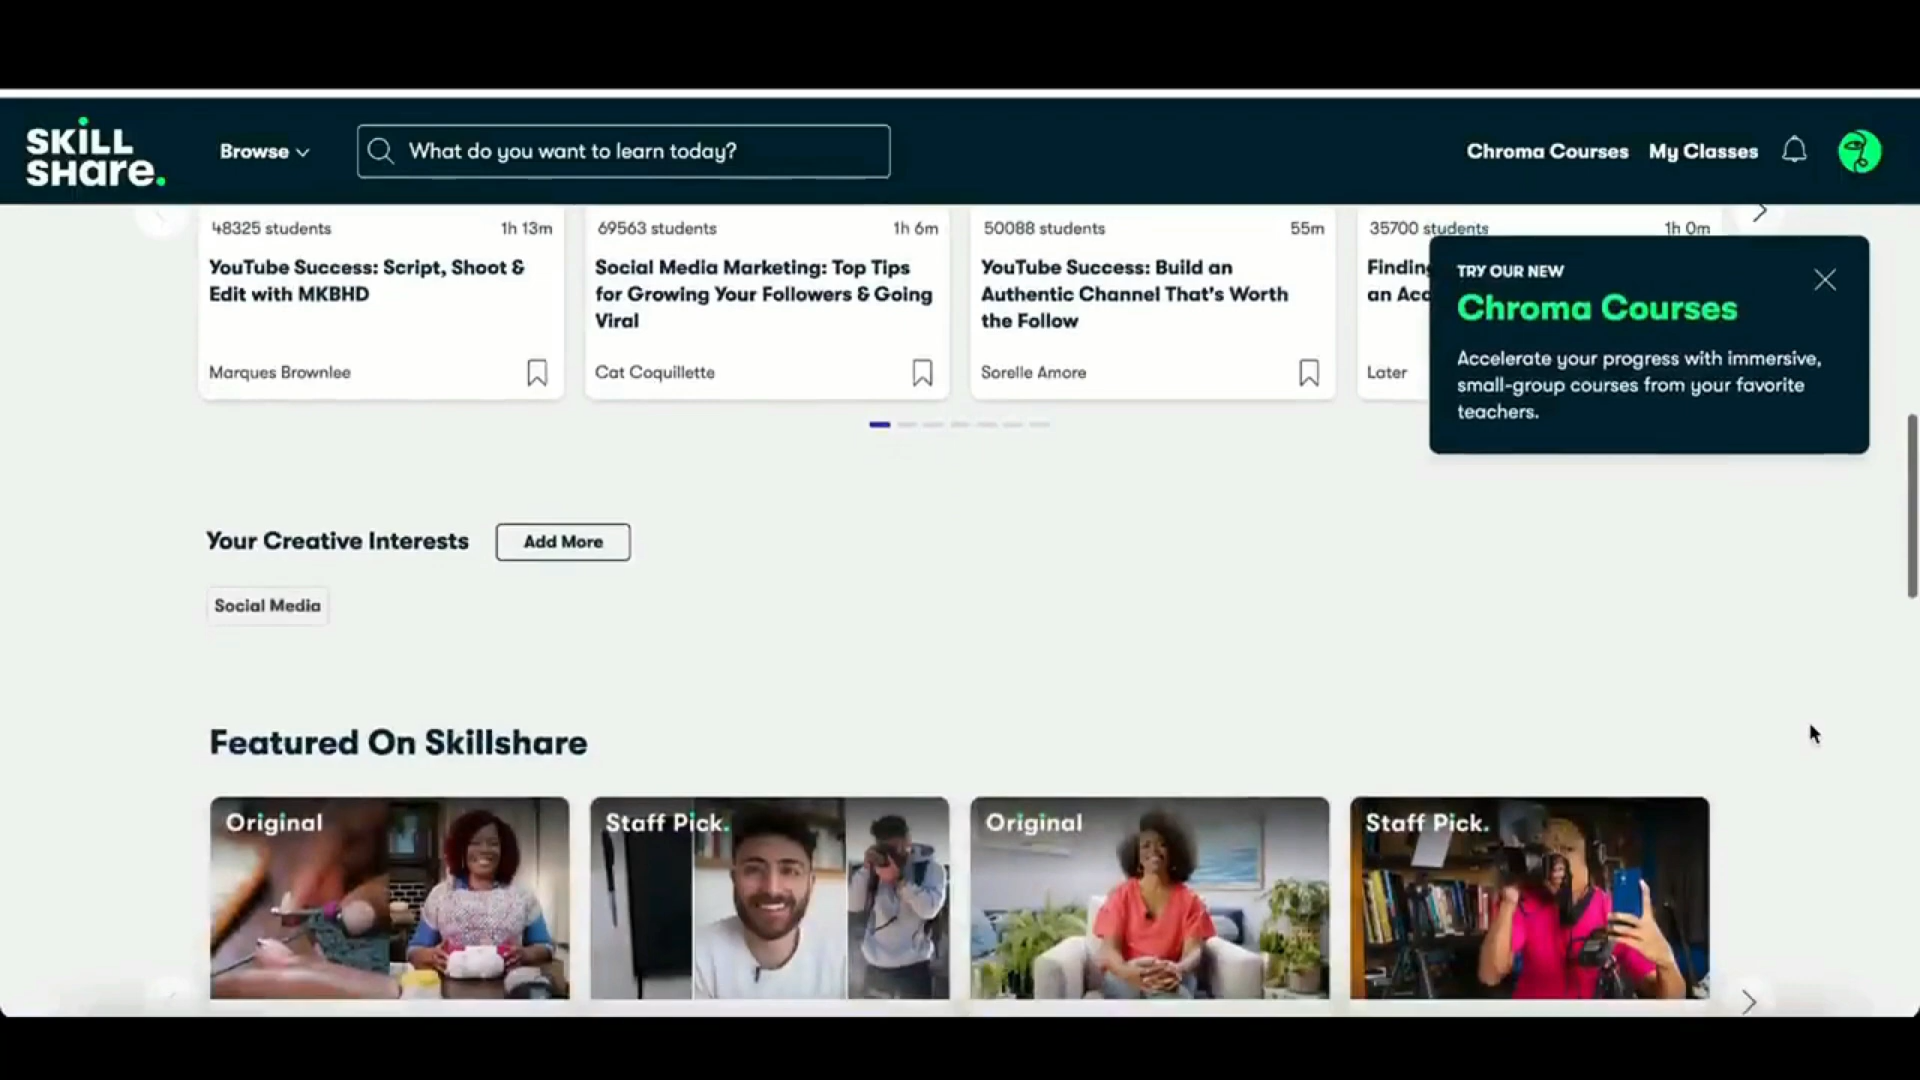 SKILL
SHare.
Browse
What do you want to learn today?
Chroma Courses
My Classes
48325 students
1h 13m
YouTube Success: Script, Shoot &
Edit with MKBHD
Marques Brownlee
69563 students
1h 6m
Social Media Marketing: Top Tips
for Growing Your Followers & Going
Viral
Cat Coquillette
50088 students
55m
YouTube Success: Build an
Authentic Channel That's Worth
the Follow
Sorelle Amore
35700 students
1h 0m
Finding
an Acc
Later
TRY OUR NEW
Chroma Courses
Accelerate your progress with immersive,
small-group courses from your favorite
teachers.
Your Creative Interests
Add More
Social Media
Featured On Skillshare
Original
Staff Pick.
Original
Staff Pick.